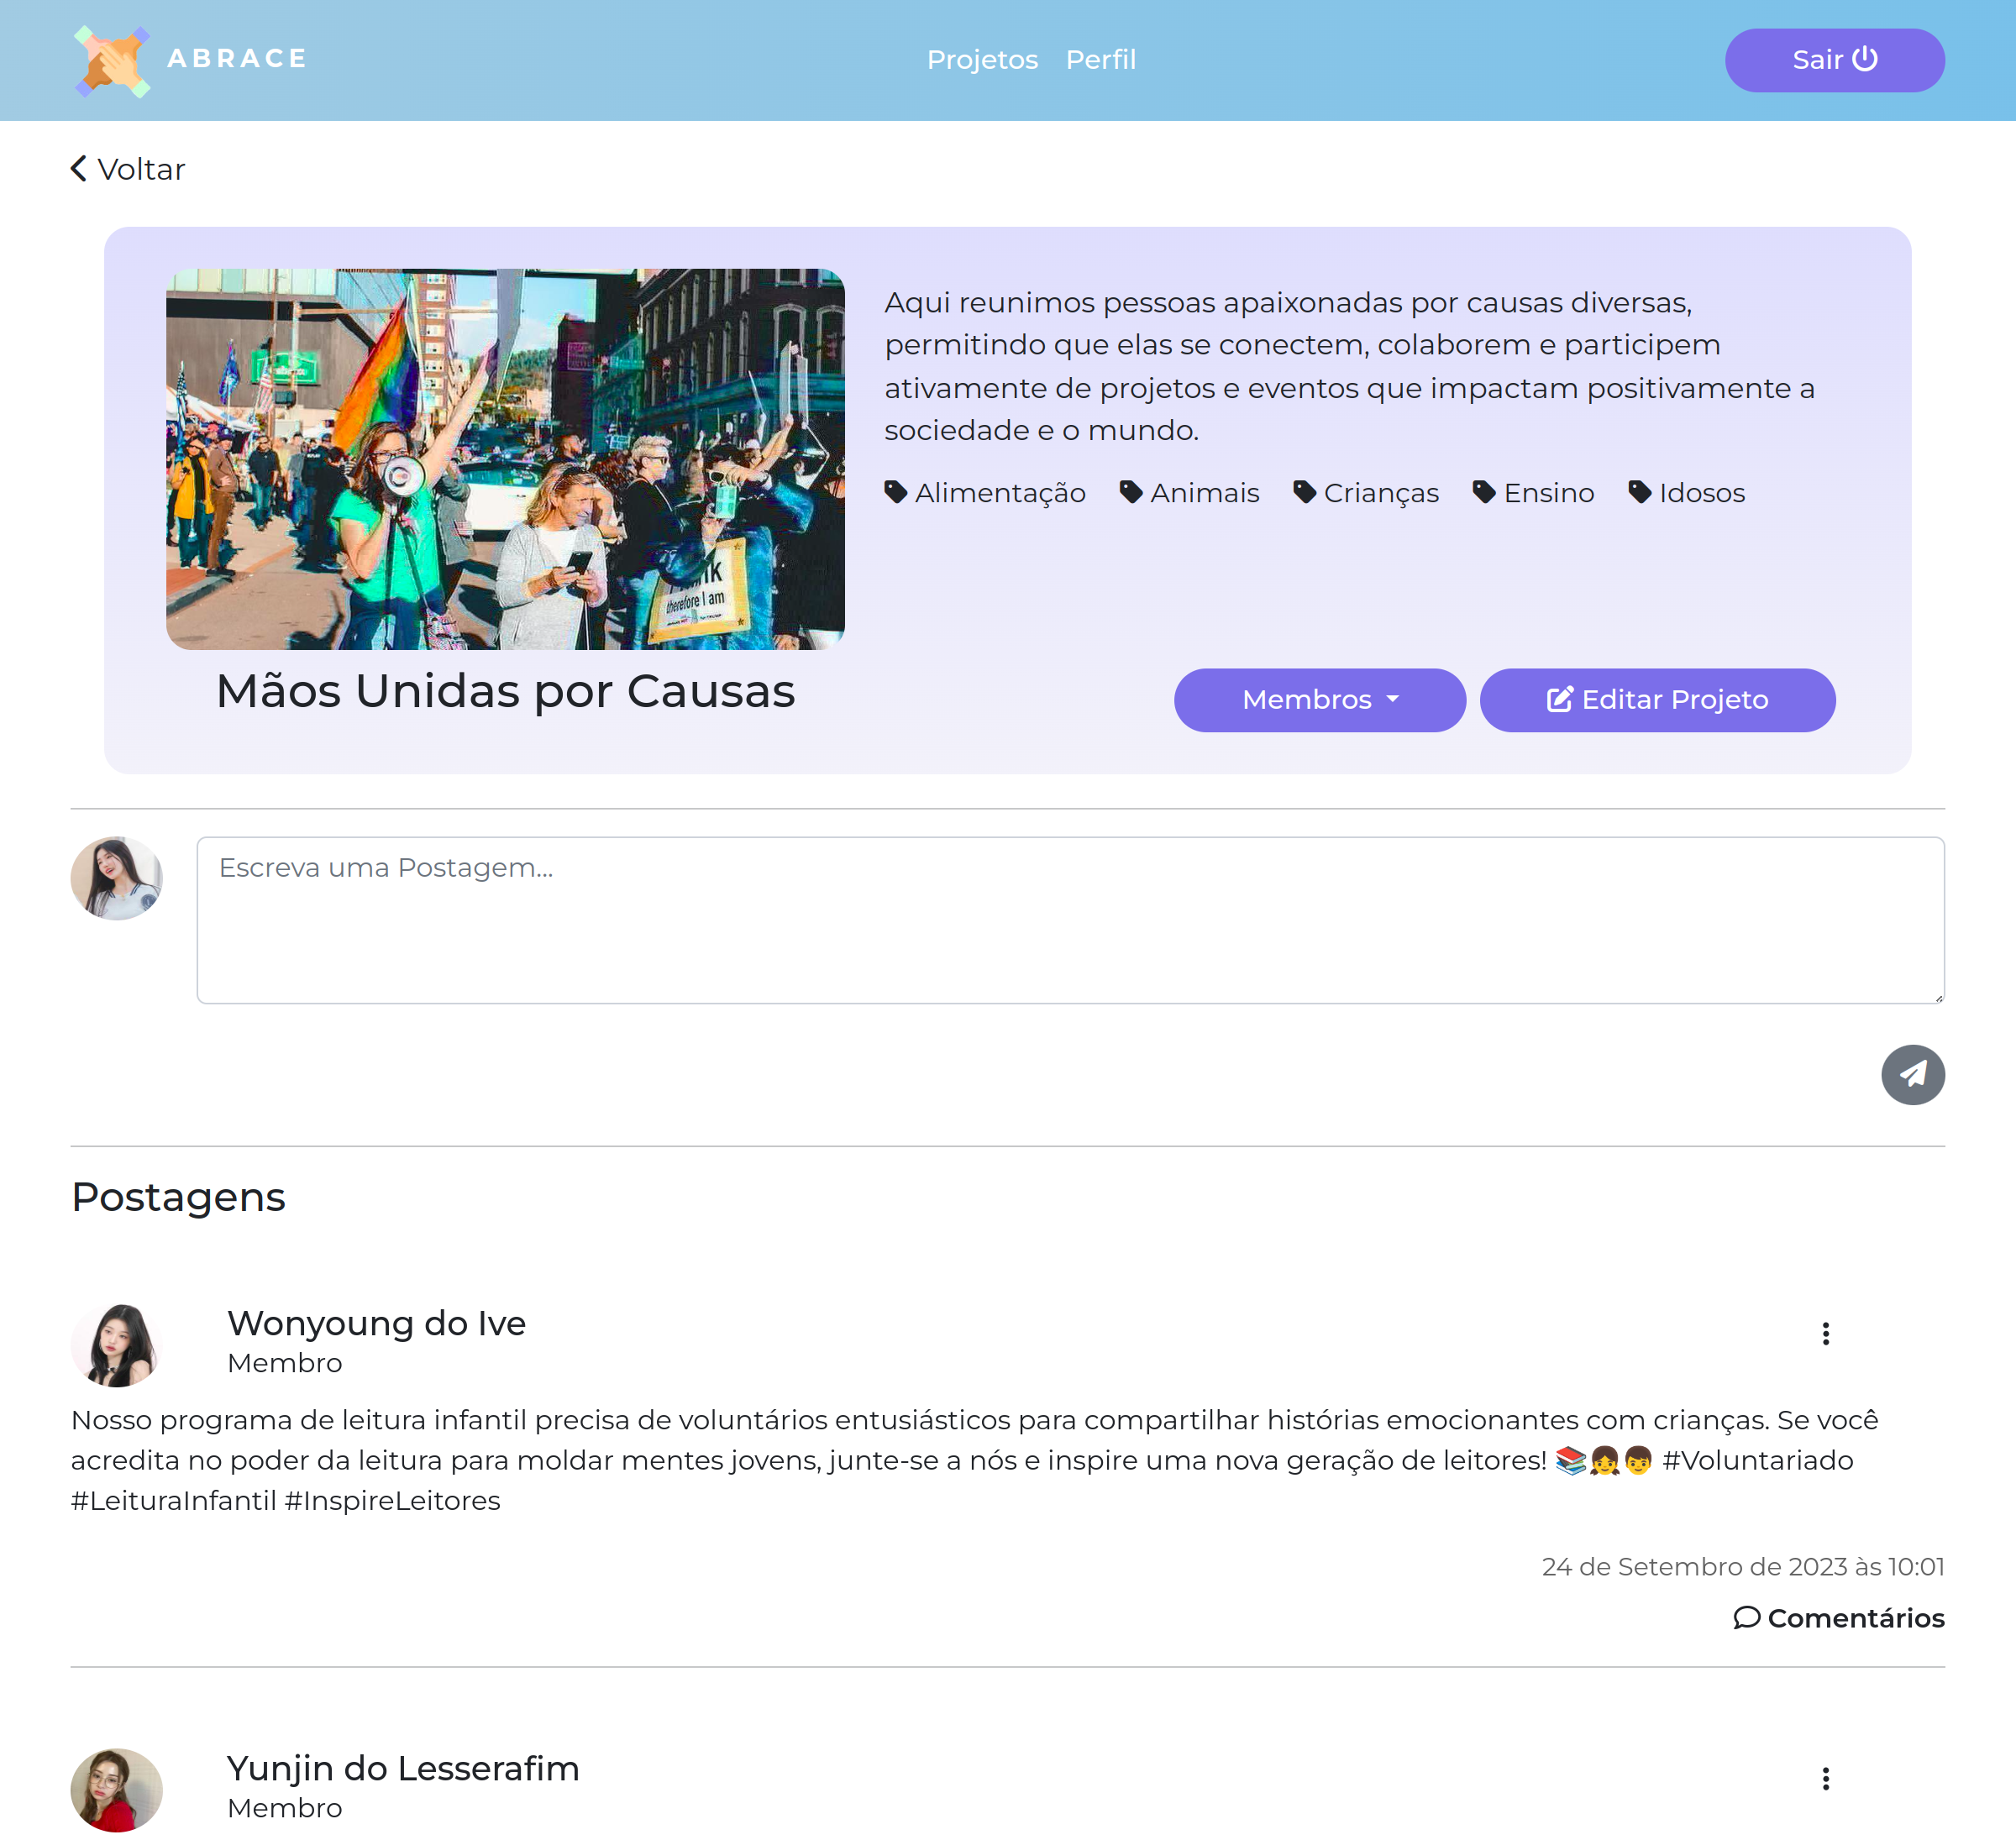 ABRACE
Projetos Perfil
Sair
Voltar
Aqui reunimos pessoas apaixonadas por causas diversas,
permitindo que elas se conectem, colaborem e participem
ativamente de projetos e eventos que impactam positivamente a
sociedade e o mundo.
Alimentação Animais Crianças Ensino Idosos
therefore I am
Mãos Unidas por Causas
Membros Editar Projeto
Escreva uma Postagem...
Postagens
Wonyoung do Ive
Membro
Nosso programa de leitura infantil precisa de voluntários entusiásticos para compartilhar histórias emocionantes com crianças. Se você
acredita no poder da leitura para moldar mentes jovens, junte-se a nós e inspire uma nova geração de leitores! 📚👧👦 #Voluntariado
#LeituraInfantil #InspireLeitores
24 de Setembro de 2023 às 10:01
Comentários
Yunjin do Lesserafim
Membro